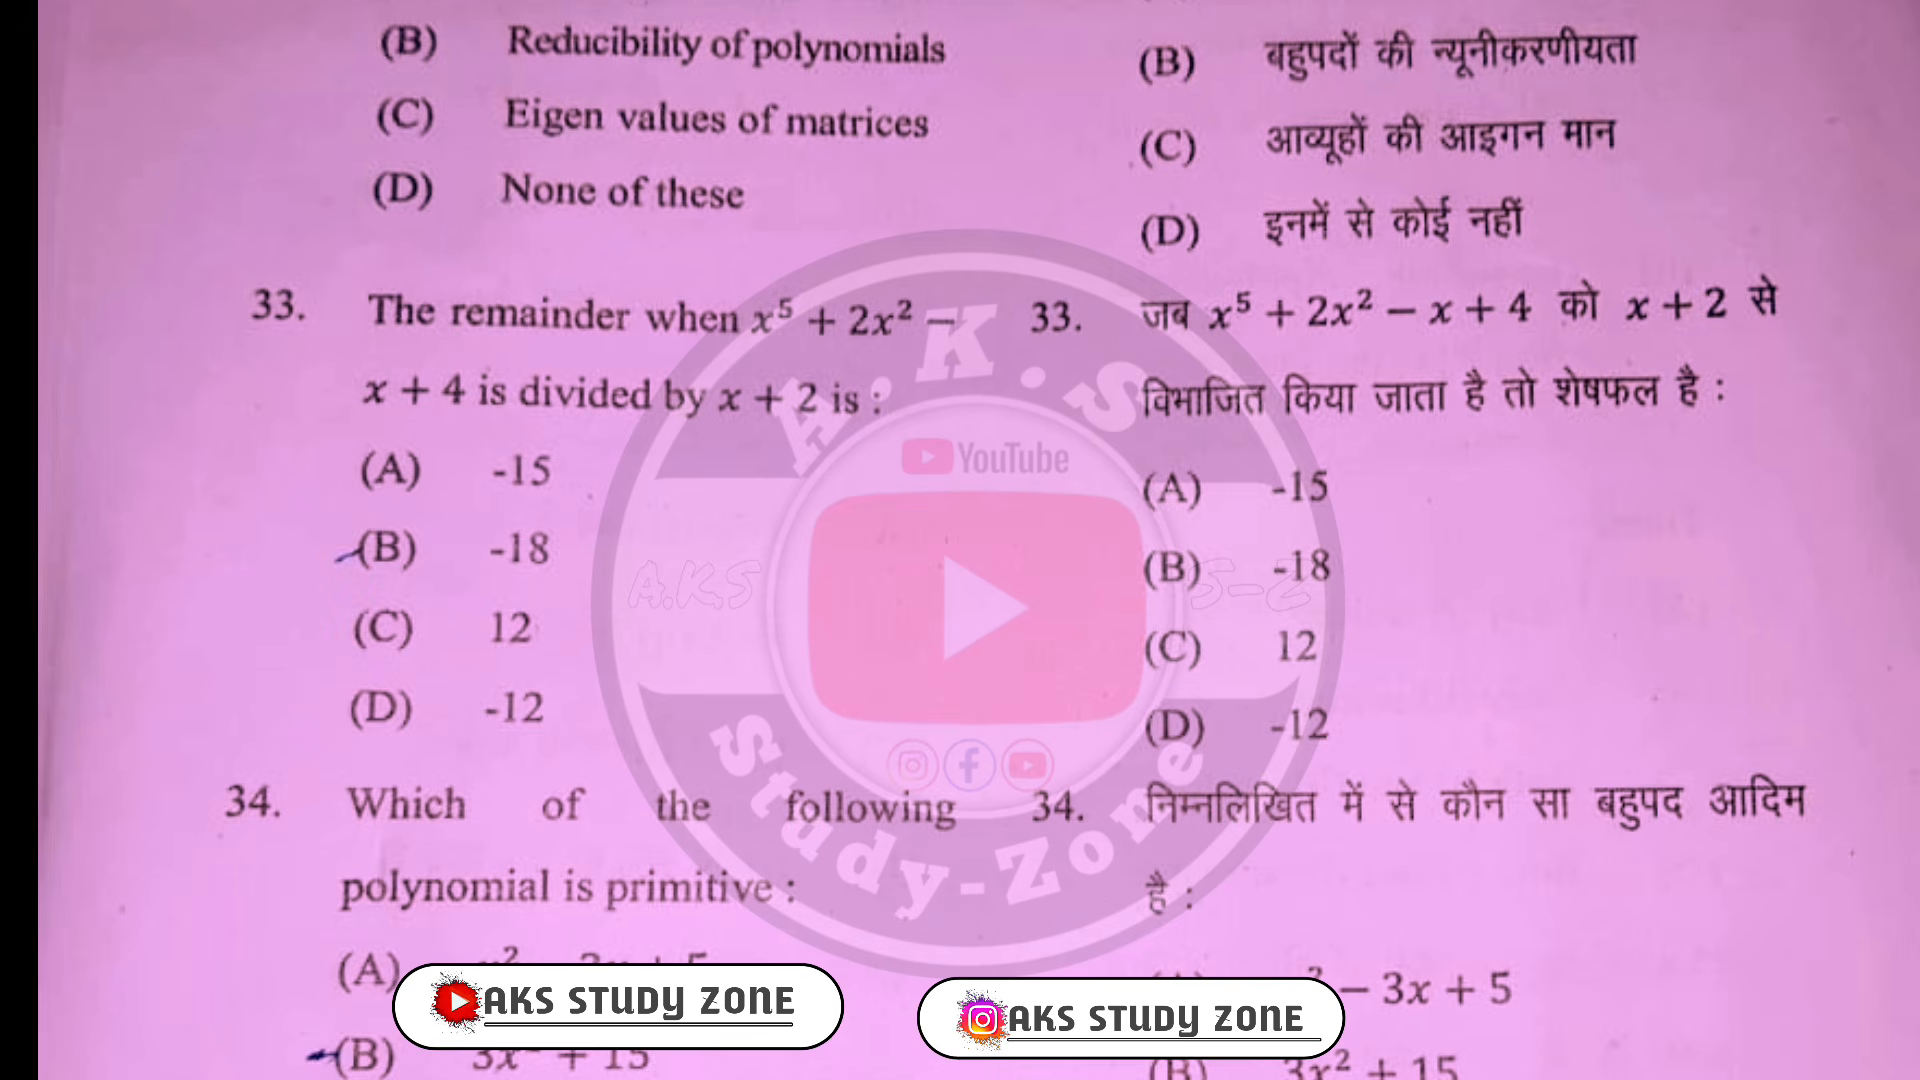 (B) Reducibility of polynomials
(C) Eigen values of matrices
(D) None of these
33. The remainder when x⁵ + 2x² −
x + 4 is divided by x + 2 is :
(A) -15
(B) -18
(C) 12
(D) -12
34. Which of the following
polynomial is primitive :
(A)
(B) 3x² + 15
(B) बहुपदों की न्यूनीकरणीयता
(C) आव्यूहों की आइगन मान
(D) इनमें से कोई नहीं
33. जब x⁵ + 2x² − x + 4 को x + 2 से
विभाजित किया जाता है तो शेषफल है :
(A) -15
(B) -18
(C) 12
(D) -12
34. निम्नलिखित में से कौन सा बहुपद आदिम
है :
− 3x + 5
(B) 3x² + 15
A.K.S
YouTube
A.K.S
S-Z
Study-Zone
AKS STUDY ZONE
AKS STUDY ZONE